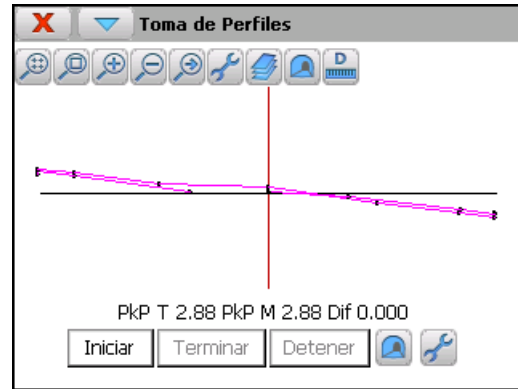 Toma de Perfiles
D
PkP T 2.88 PkP M 2.88 Dif 0.000
Iniciar Terminar Detener